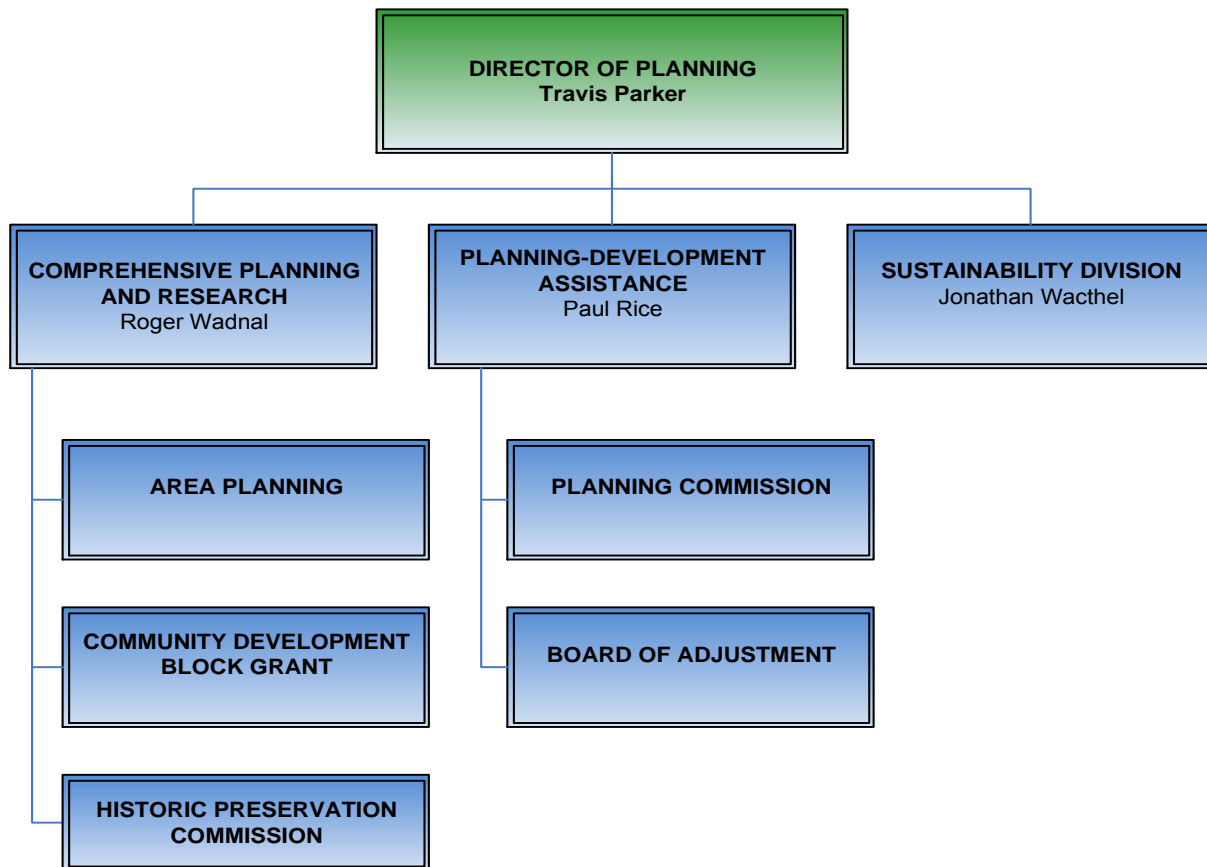 DIRECTOR OF PLANNING
Travis Parker
COMPREHENSIVE PLANNING
AND RESEARCH
Roger Wadnal
PLANNING-DEVELOPMENT
ASSISTANCE
Paul Rice
SUSTAINABILITY DIVISION
Jonathan Wacthel
AREA PLANNING
COMMUNITY DEVELOPMENT
BLOCK GRANT
HISTORIC PRESERVATION
COMMISSION
PLANNING COMMISSION
BOARD OF ADJUSTMENT